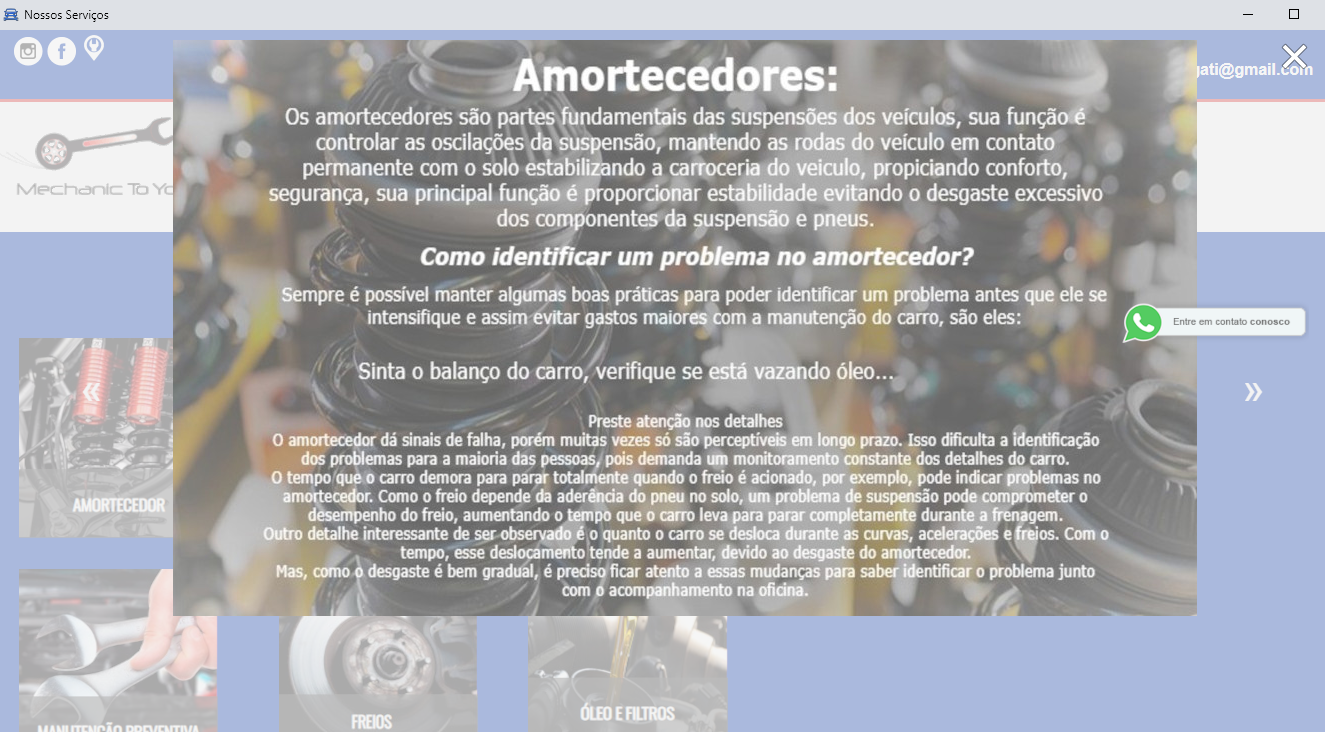 Nossos Serviços
gati@gmail.com
Mechanic To Yo
Amortecedores:
Os amortecedores são partes fundamentais das suspensões dos veículos, sua função é
controlar as oscilações da suspensão, mantendo as rodas do veículo em contato
permanente com o solo estabilizando a carroceria do veiculo, propiciando conforto,
segurança, sua principal função é proporcionar estabilidade evitando o desgaste excessivo
dos componentes da suspensão e pneus.
Como identificar um problema no amortecedor?
Sempre é possível manter algumas boas práticas para poder identificar um problema antes que ele se
intensifique e assim evitar gastos maiores com a manutenção do carro, são eles:
Entre em contato conosco
Sinta o balanço do carro, verifique se está vazando óleo...
Preste atenção nos detalhes
O amortecedor dá sinais de falha, porém muitas vezes só são perceptíveis em longo prazo. Isso dificulta a identificação
dos problemas para a maioria das pessoas, pois demanda um monitoramento constante dos detalhes do carro.
O tempo que o carro demora para parar totalmente quando o freio é acionado, por exemplo, pode indicar problemas no
amortecedor. Como o freio depende da aderência do pneu no solo, um problema de suspensão pode comprometer o
desempenho do freio, aumentando o tempo que o carro leva para parar completamente durante a frenagem.
Outro detalhe interessante de ser observado é o quanto o carro se desloca durante as curvas, acelerações e freios. Com o
tempo, esse deslocamento tende a aumentar, devido ao desgaste do amortecedor.
Mas, como o desgaste é bem gradual, é preciso ficar atento a essas mudanças para saber identificar o problema junto
com o acompanhamento na oficina.
AMORTECEDOR
MANUTENÇÃO PREVENTIVA
FREIOS
ÓLEO E FILTROS